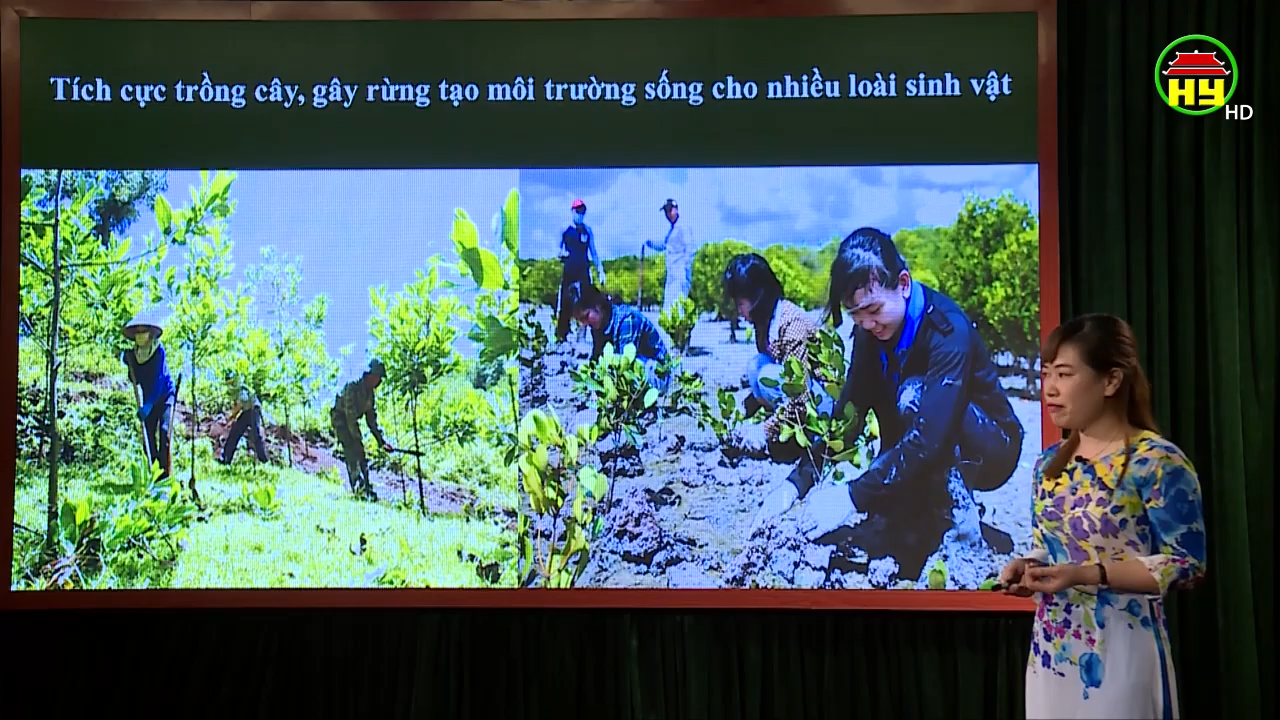 Tích cực trồng cây, gây rừng tạo môi trường sống cho nhiều loài sinh vật
HY
HD